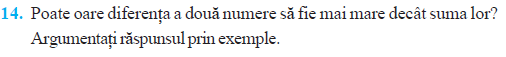 14. Poate oare diferența a două numere să fie mai mare decât suma lor?
Argumentați răspunsul prin exemple.